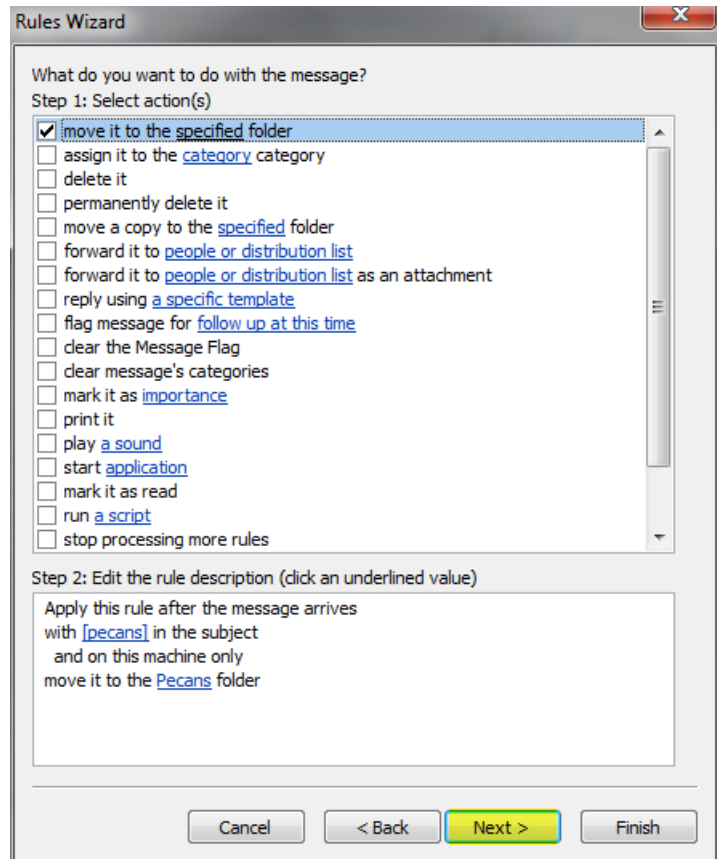 Rules Wizard
What do you want to do with the message?
Step 1: Select action(s)
move it to the specified folder
assign it to the category category
delete it
permanently delete it
move a copy to the specified folder
forward it to people or distribution list
forward it to people or distribution list as an attachment
reply using a specific template
flag message for follow up at this time
clear the Message Flag
clear message's categories
mark it as importance
print it
play a sound
start application
mark it as read
run a script
stop processing more rules
Step 2: Edit the rule description (click an underlined value)
Apply this rule after the message arrives
with [pecans] in the subject
and on this machine only
move it to the Pecans folder
Cancel < Back Next > Finish